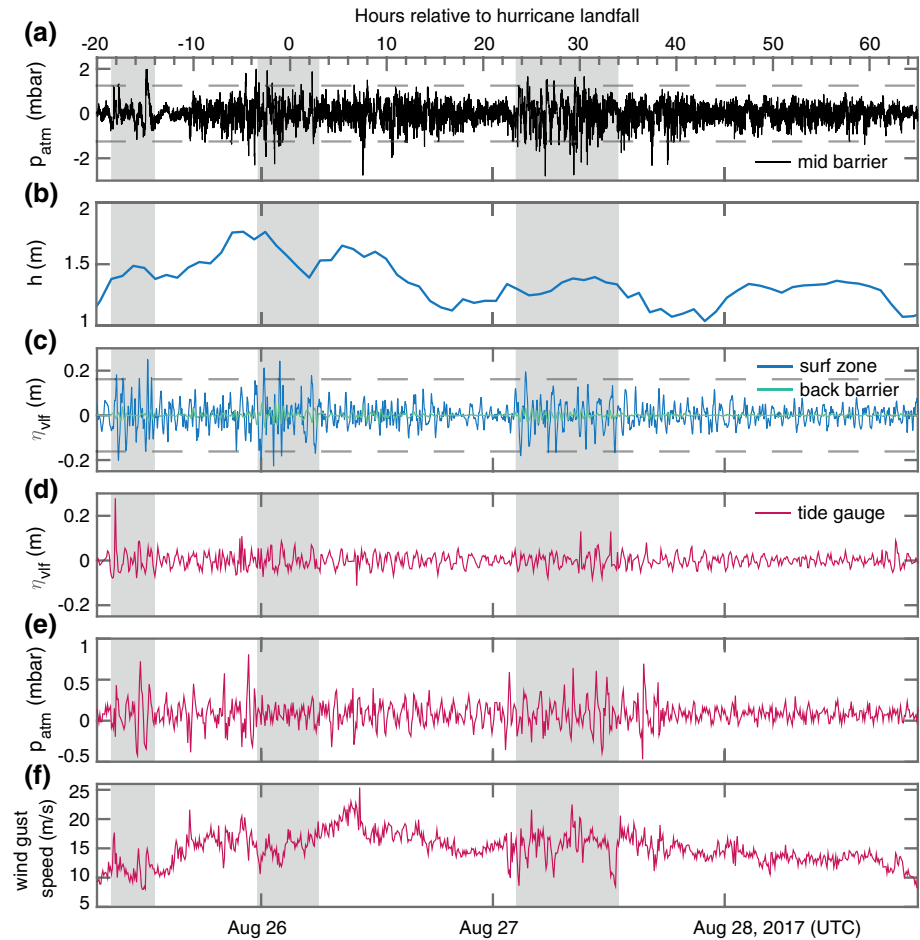 Hours relative to hurricane landfall
(a)
-20 -10 0 10 20 30 40 50 60
2
0
-2
p_atm (mbar)
mid barrier
(b)
2
1.5
1
h (m)
(c)
0.2
0
-0.2
η_vlf (m)
surf zone
back barrier
(d)
0.2
0
-0.2
η_vlf (m)
tide gauge
(e)
1
0.5
0
-0.5
p_atm (mbar)
(f)
25
20
15
10
5
wind gust
speed (m/s)
Aug 26 Aug 27 Aug 28, 2017 (UTC)